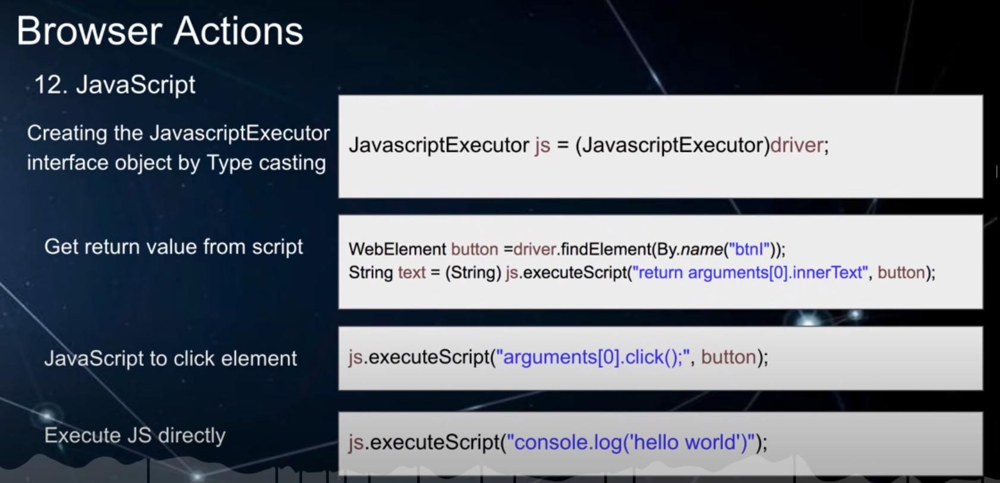 Browser Actions
12. JavaScript
Creating the JavascriptExecutor
interface object by Type casting
JavascriptExecutor js = (JavascriptExecutor)driver;
Get return value from script
WebElement button =driver.findElement(By.name("btnI"));
String text = (String) js.executeScript("return arguments[0].innerText", button);
JavaScript to click element
js.executeScript("arguments[0].click();", button);
Execute JS directly
js.executeScript("console.log('hello world')");